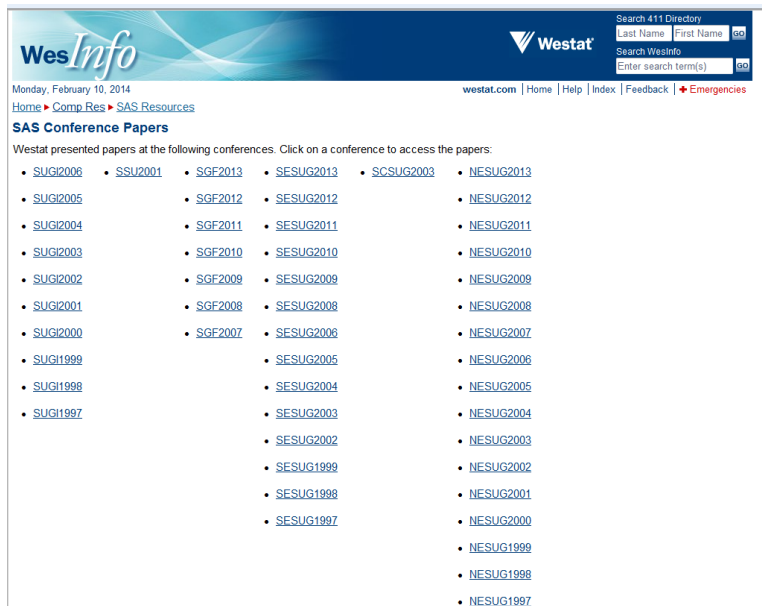 Search 411 Directory
Last Name First Name GO
WesInfo
Westat
Search WesInfo
Enter search term(s) GO
Monday, February 10, 2014 westat.com | Home | Help | Index | Feedback | Emergencies
Home ▸ Comp Res ▸ SAS Resources
SAS Conference Papers
Westat presented papers at the following conferences. Click on a conference to access the papers:
• SUGI2006 • SSU2001 • SGF2013 • SESUG2013 • SCSUG2003 • NESUG2013
• SUGI2005 • SGF2012 • SESUG2012 • NESUG2012
• SUGI2004 • SGF2011 • SESUG2011 • NESUG2011
• SUGI2003 • SGF2010 • SESUG2010 • NESUG2010
• SUGI2002 • SGF2009 • SESUG2009 • NESUG2009
• SUGI2001 • SGF2008 • SESUG2008 • NESUG2008
• SUGI2000 • SGF2007 • SESUG2006 • NESUG2007
• SUGI1999 • SESUG2005 • NESUG2006
• SUGI1998 • SESUG2004 • NESUG2005
• SUGI1997 • SESUG2003 • NESUG2004
• SESUG2002 • NESUG2003
• SESUG1999 • NESUG2002
• SESUG1998 • NESUG2001
• SESUG1997 • NESUG2000
• NESUG1999
• NESUG1998
• NESUG1997